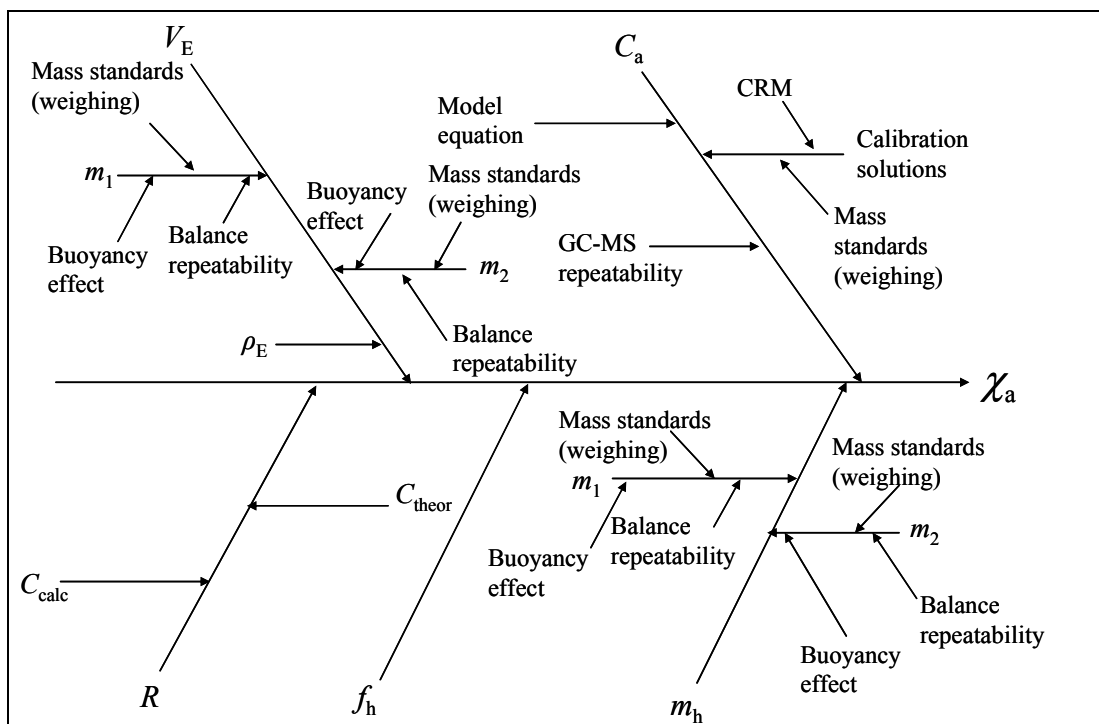 V_E
Mass standards
(weighing)
m_1
Buoyancy
effect
Balance
repeatability
Buoyancy
effect
Mass standards
(weighing)
m_2
Balance
repeatability
ρ_E
C_a
Model
equation
CRM
Calibration
solutions
GC-MS
repeatability
Mass
standards
(weighing)
χ_a
C_theor
C_calc
R
f_h
Mass standards
(weighing)
m_1
Buoyancy
effect
Balance
repeatability
Mass standards
(weighing)
m_2
Buoyancy
effect
Balance
repeatability
m_h